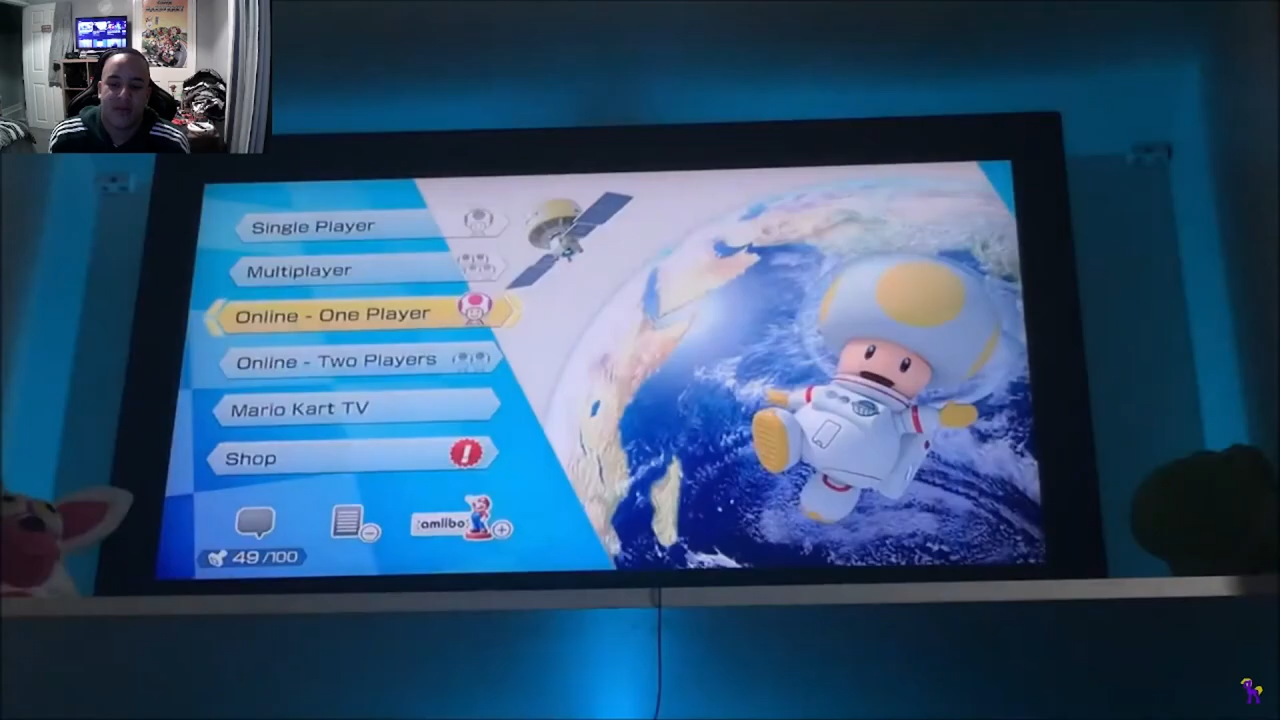 Single Player
Multiplayer
Online - One Player
Online - Two Players
Mario Kart TV
Shop
!
amiibo
49/100